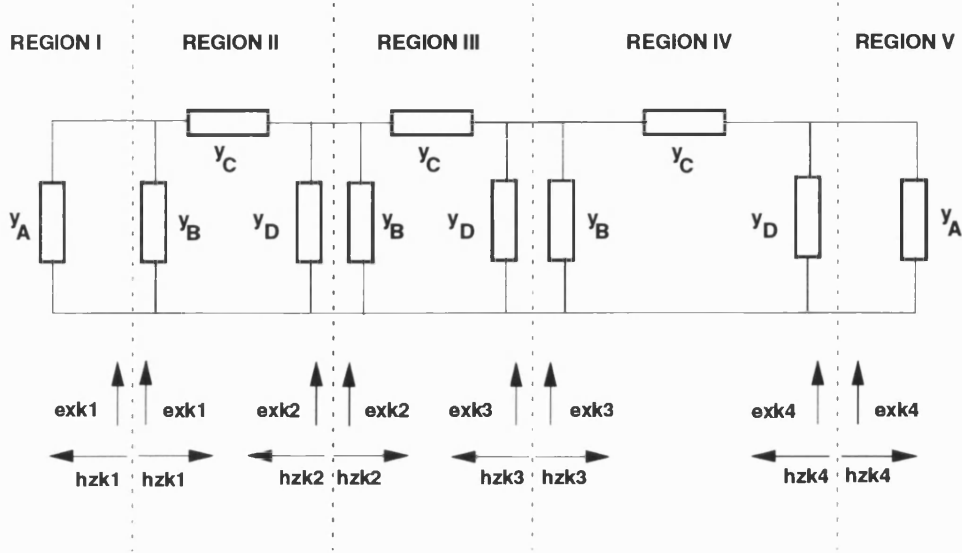 REGION I REGION II REGION III REGION IV REGION V
yC yC yC
yA yB yD yB yD yB yD yA
exk1 exk1 exk2 exk2 exk3 exk3 exk4 exk4
hzk1 hzk1 hzk2 hzk2 hzk3 hzk3 hzk4 hzk4